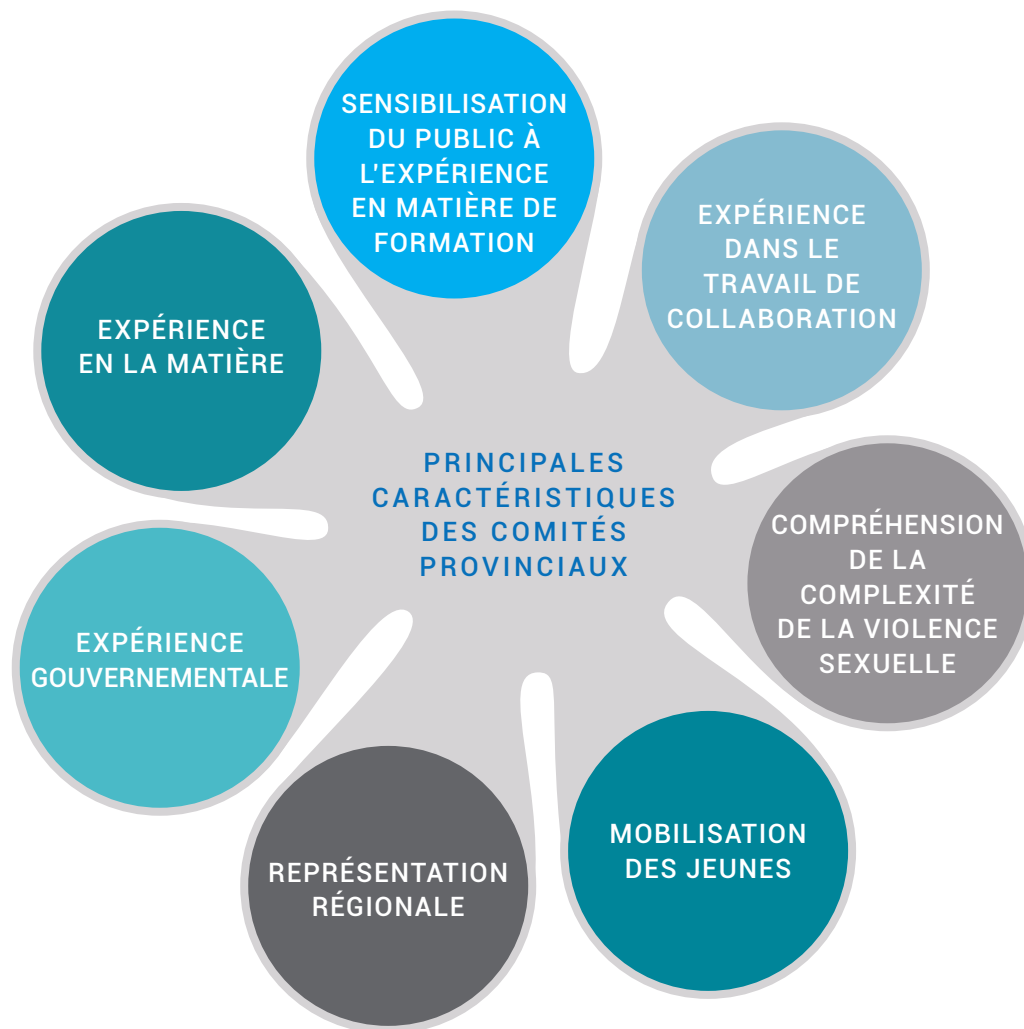 SENSIBILISATION
DU PUBLIC À
L'EXPÉRIENCE
EN MATIÈRE DE
FORMATION
EXPÉRIENCE
DANS LE
TRAVAIL DE
COLLABORATION
EXPÉRIENCE
EN LA MATIÈRE
PRINCIPALES
CARACTÉRISTIQUES
DES COMITÉS
PROVINCIAUX
COMPRÉHENSION
DE LA
COMPLEXITÉ
DE LA VIOLENCE
SEXUELLE
EXPÉRIENCE
GOUVERNEMENTALE
MOBILISATION
DES JEUNES
REPRÉSENTATION
RÉGIONALE